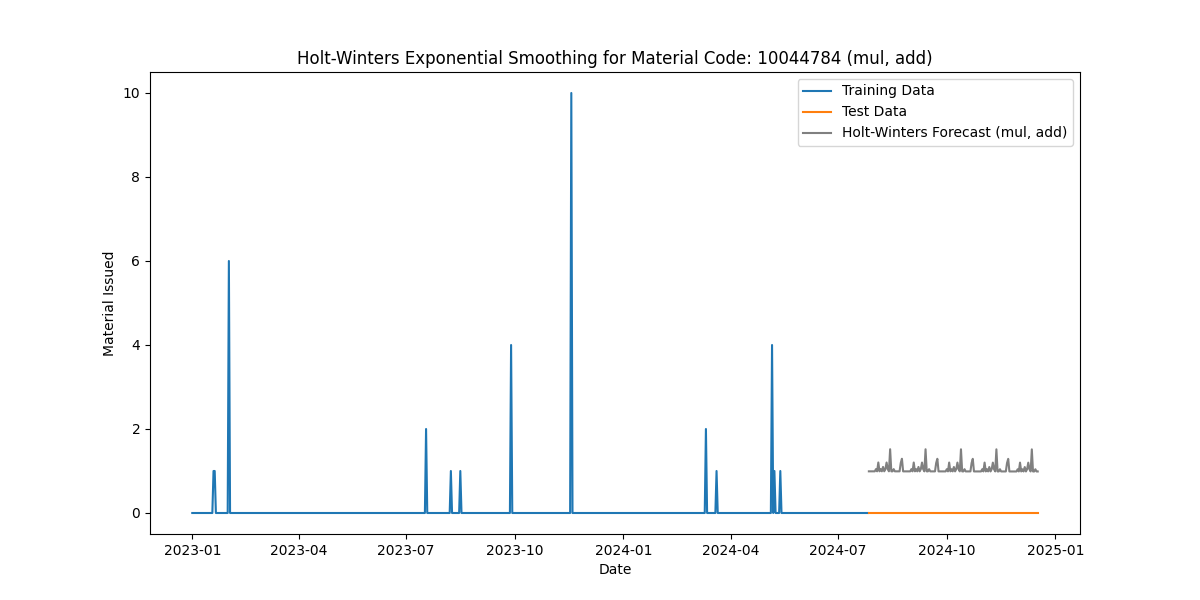 Holt-Winters Exponential Smoothing for Material Code: 10044784 (mul, add)
Training Data
Test Data
Holt-Winters Forecast (mul, add)
Material Issued
10
8
6
4
2
0
2023-01
2023-04
2023-07
2023-10
2024-01
2024-04
2024-07
2024-10
2025-01
Date